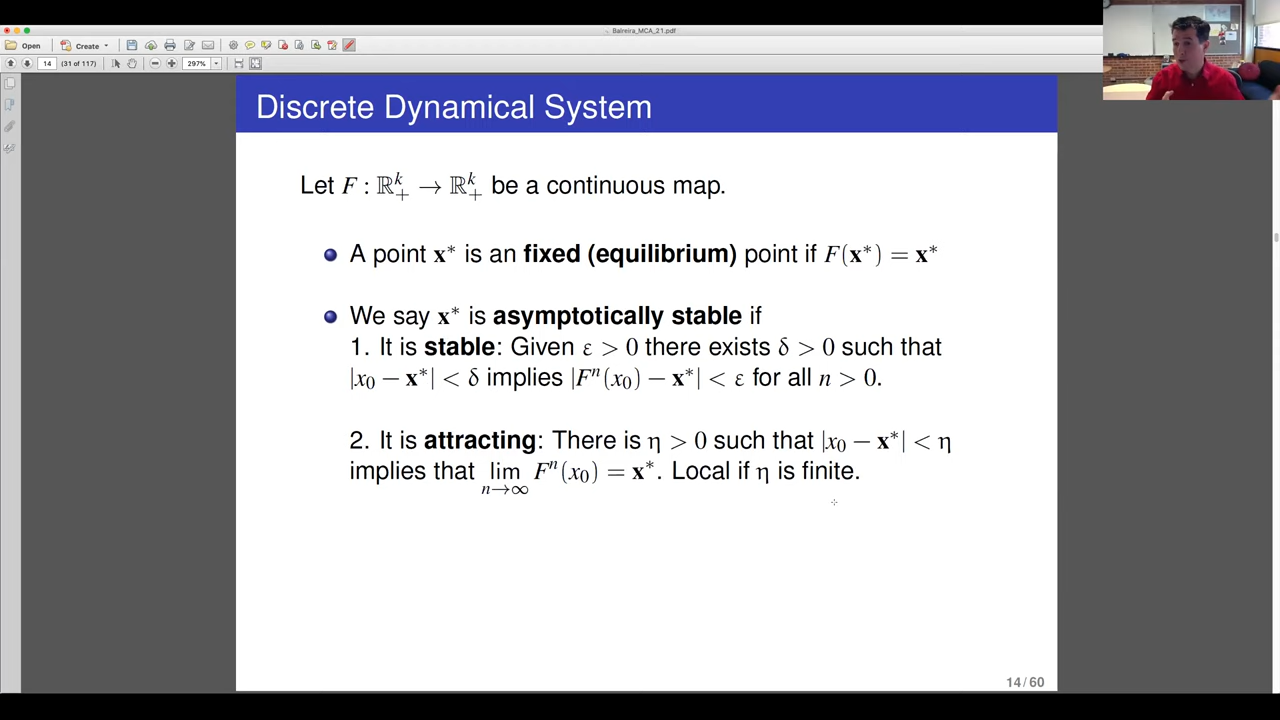 Balreira_MCA_21.pdf
Open Create
14 (31 of 117) 297%
Discrete Dynamical System
Let F : ℝ₊ᵏ → ℝ₊ᵏ be a continuous map.
A point x* is an fixed (equilibrium) point if F(x*) = x*
We say x* is asymptotically stable if
1. It is stable: Given ε > 0 there exists δ > 0 such that
|x₀ − x*| < δ implies |Fⁿ(x₀) − x*| < ε for all n > 0.
2. It is attracting: There is η > 0 such that |x₀ − x*| < η
implies that lim n→∞ Fⁿ(x₀) = x*. Local if η is finite.
14 / 60